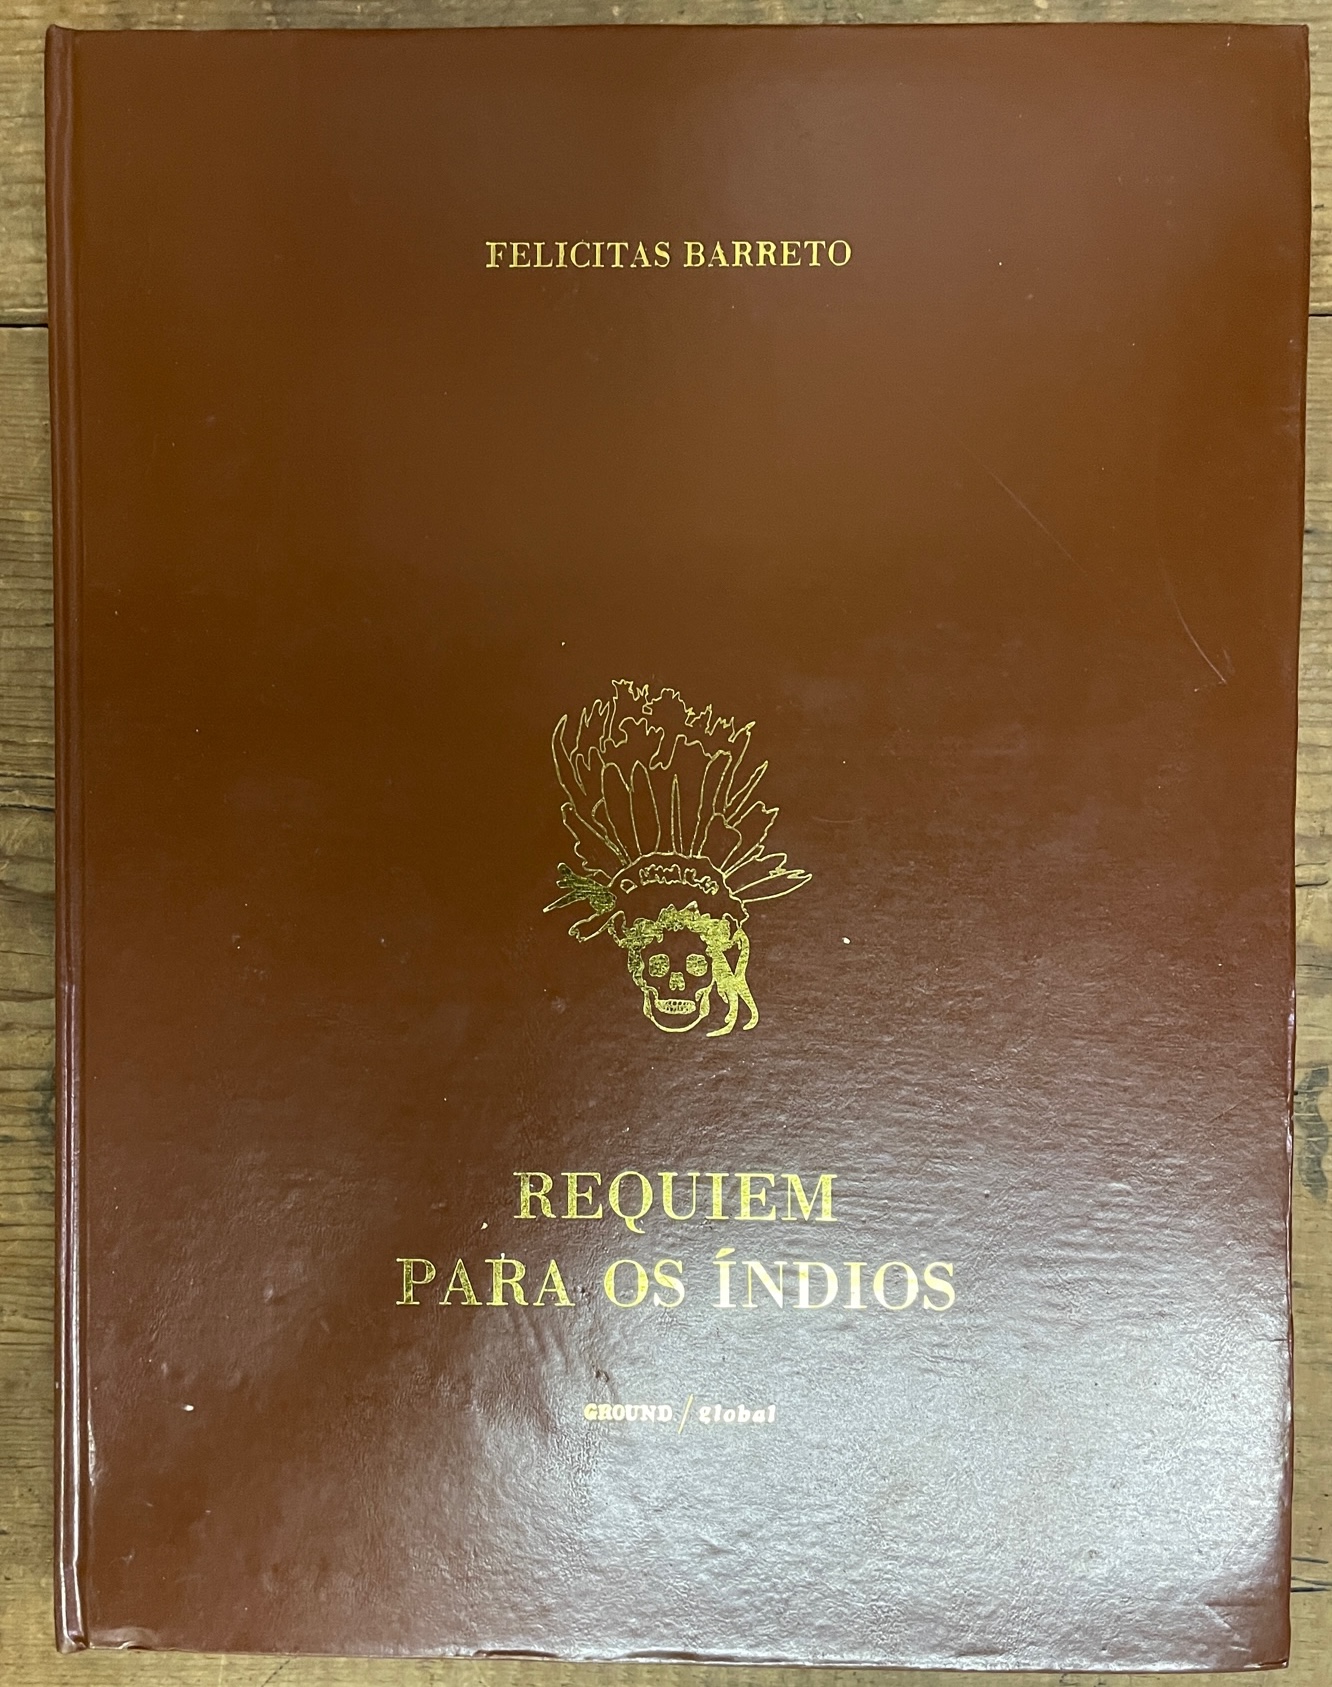 FELICITAS BARRETO
REQUIEM
PARA OS ÍNDIOS
GROUND / global